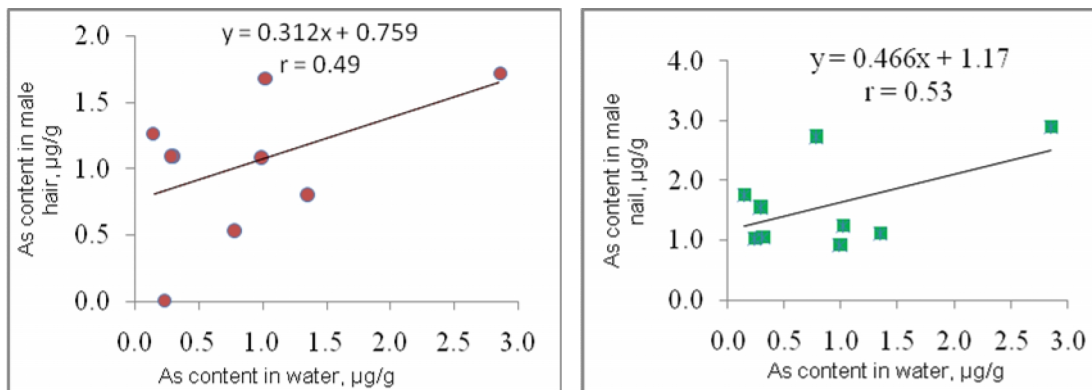 y = 0.312x + 0.759
r = 0.49
2.0
1.5
1.0
0.5
0.0
As content in male
hair, µg/g
0.0 0.5 1.0 1.5 2.0 2.5 3.0
As content in water, µg/g
y = 0.466x + 1.17
r = 0.53
4.0
3.0
2.0
1.0
0.0
As content in male
nail, µg/g
0.0 0.5 1.0 1.5 2.0 2.5 3.0
As content in water, µg/g